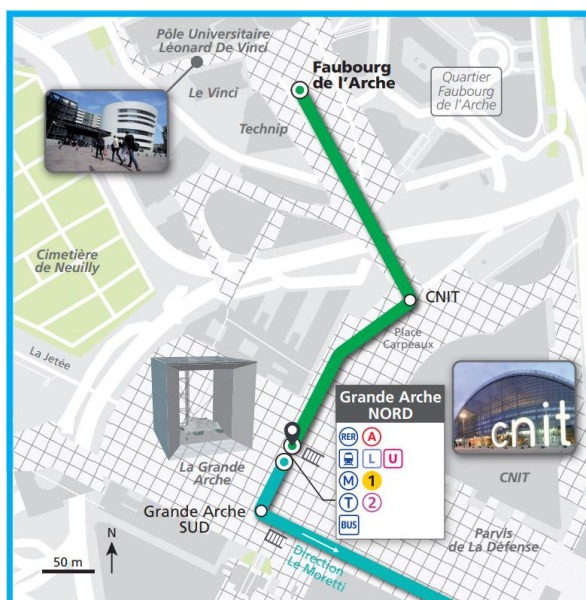 Pôle Universitaire
Léonard De Vinci
Le Vinci
Faubourg
de l'Arche
Quartier
Faubourg
de l'Arche
Technip
Cimetière
de Neuilly
CNIT
Place
Carpeaux
La Jetée
Grande Arche
NORD
RER A
L U
M 1
T 2
BUS
cnit
CNIT
La Grande
Arche
Grande Arche
SUD
Parvis
de La Défense
Direction
Le Moretti
N
50 m